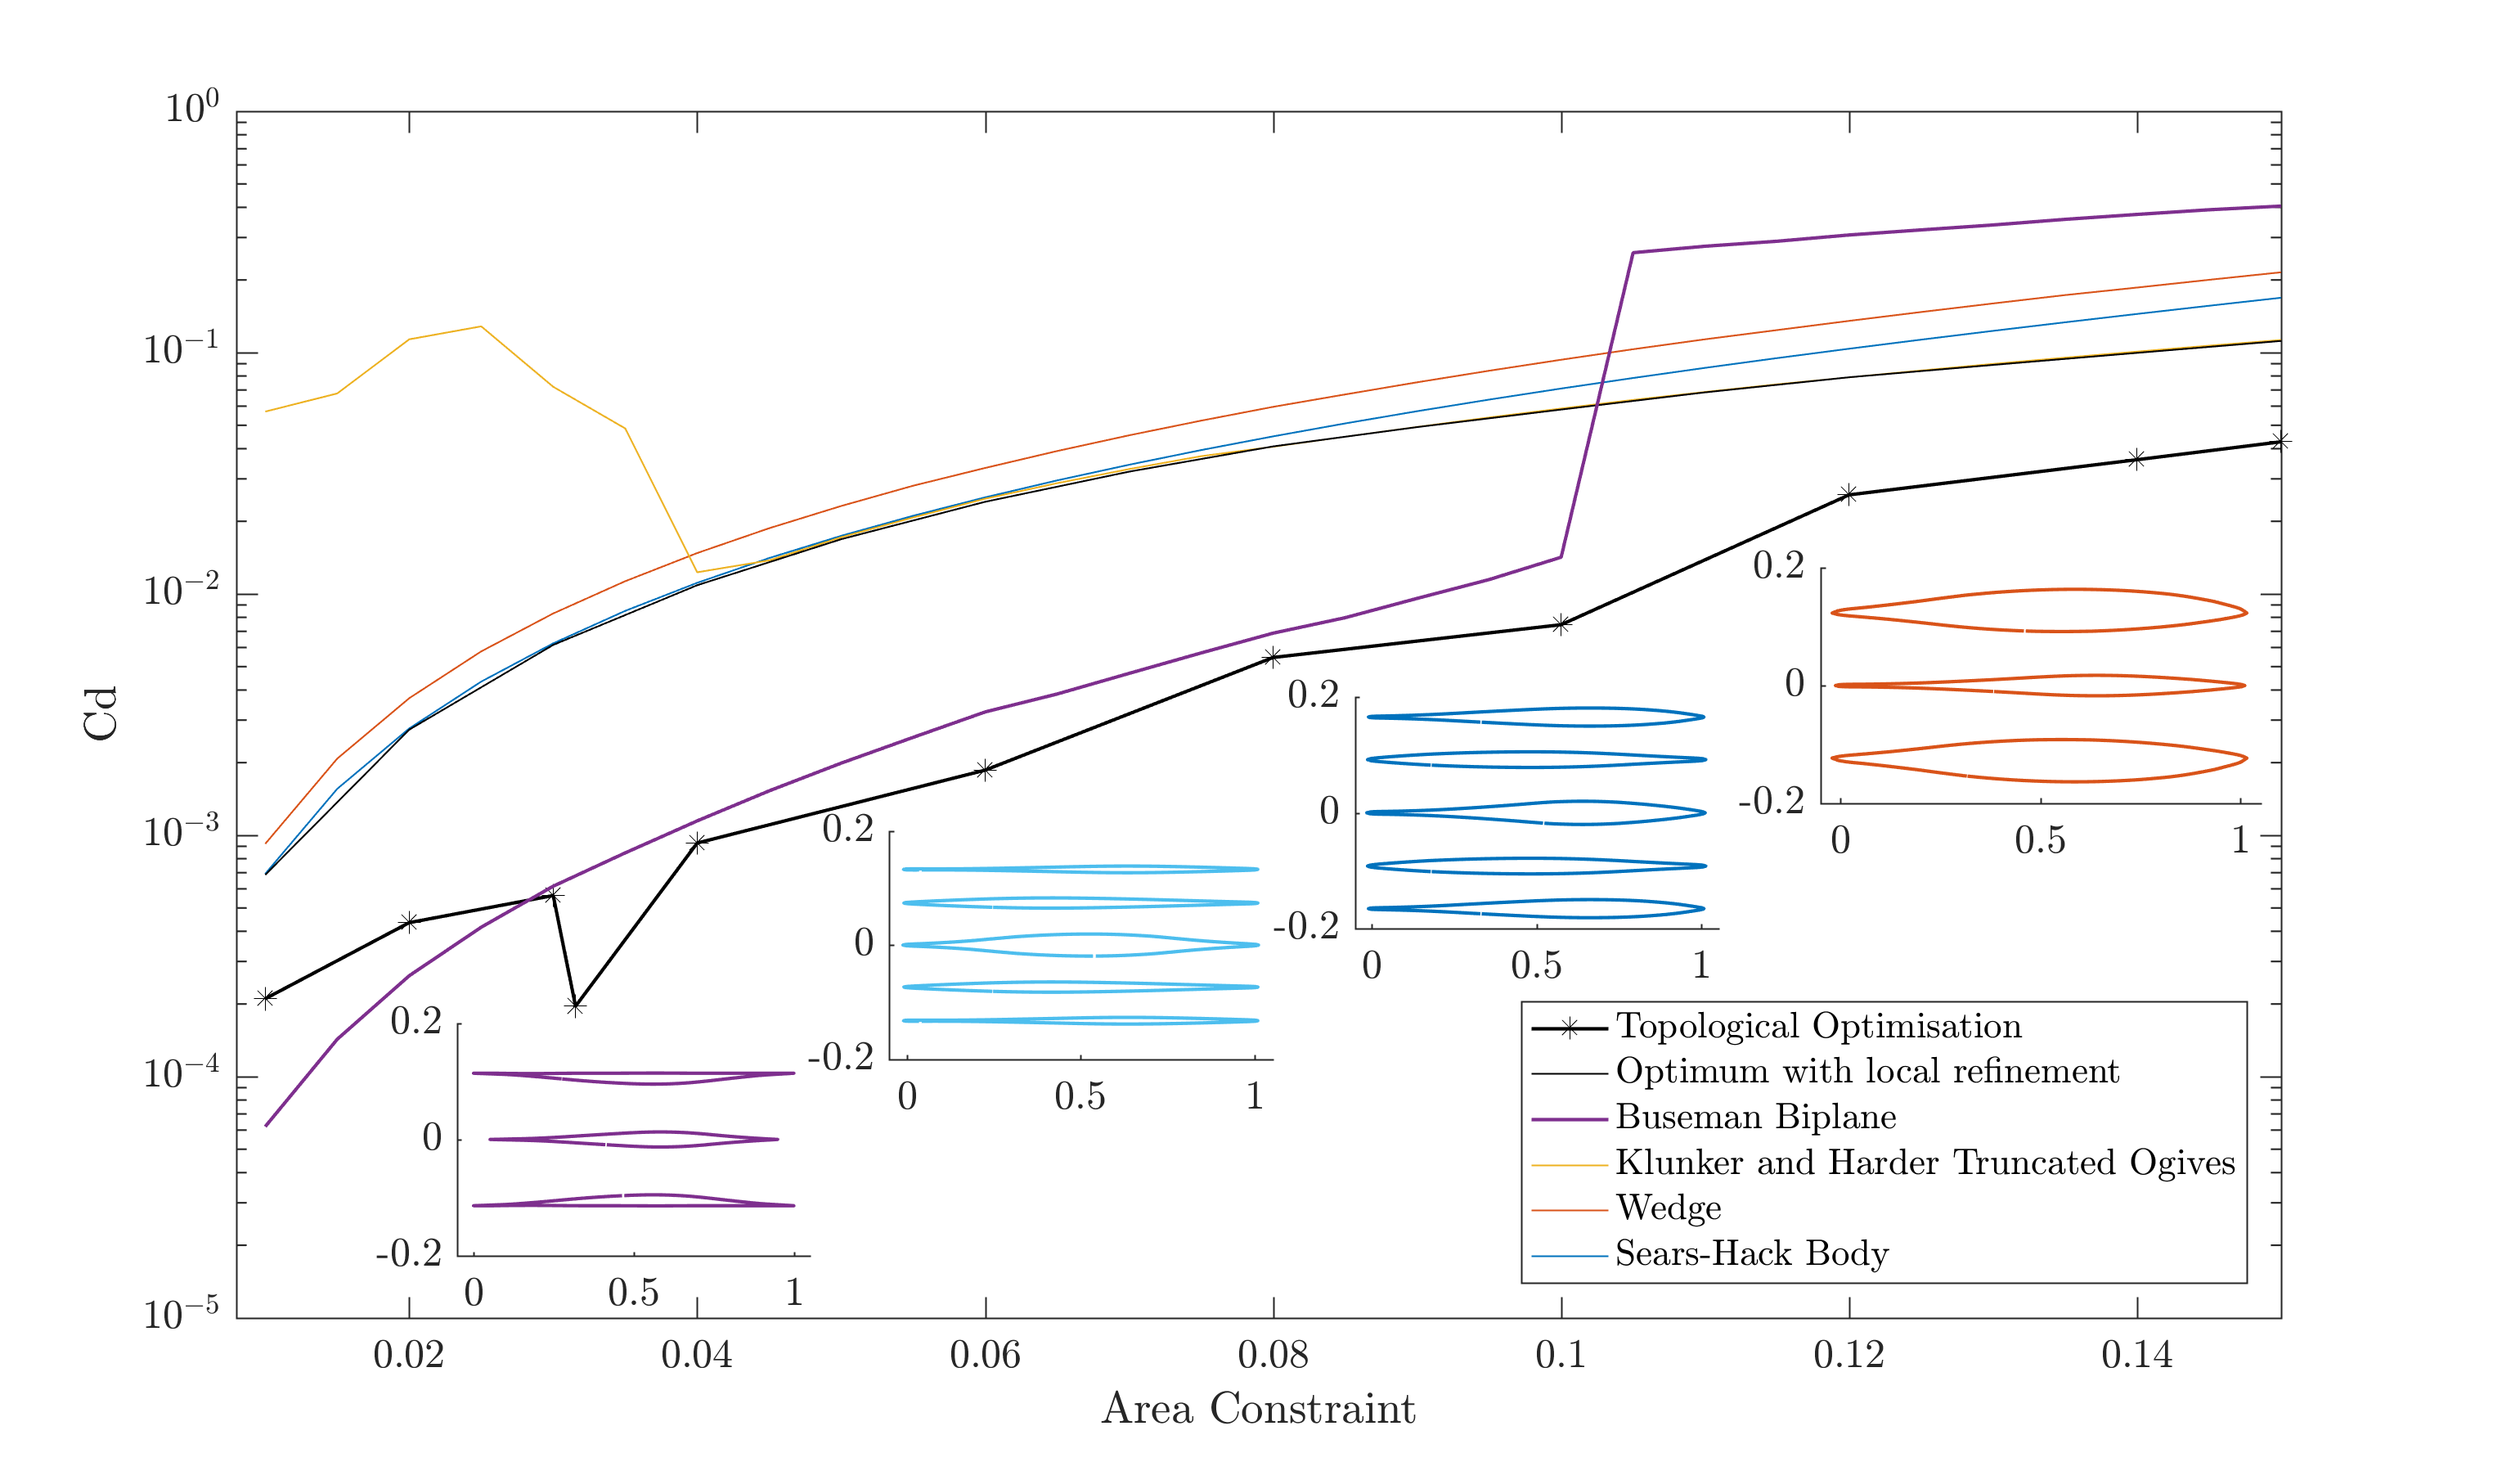 10^0
10^−1
10^−2
10^−3
10^−4
10^−5
Cd
0.02 0.04 0.06 0.08 0.1 0.12 0.14
Area Constraint
0.2
0
-0.2
0 0.5 1
0.2
0
-0.2
0 0.5 1
0.2
0
-0.2
0 0.5 1
0.2
0
-0.2
0 0.5 1
Topological Optimisation
Optimum with local refinement
Buseman Biplane
Klunker and Harder Truncated Ogives
Wedge
Sears-Hack Body